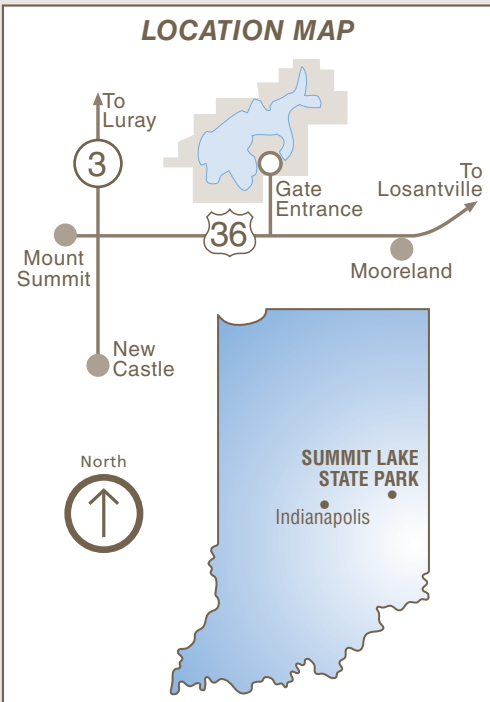 LOCATION MAP
To
Luray
3
To
Losantville
Gate
Entrance
36
Mount
Summit
Mooreland
New
Castle
North
SUMMIT LAKE
STATE PARK
Indianapolis